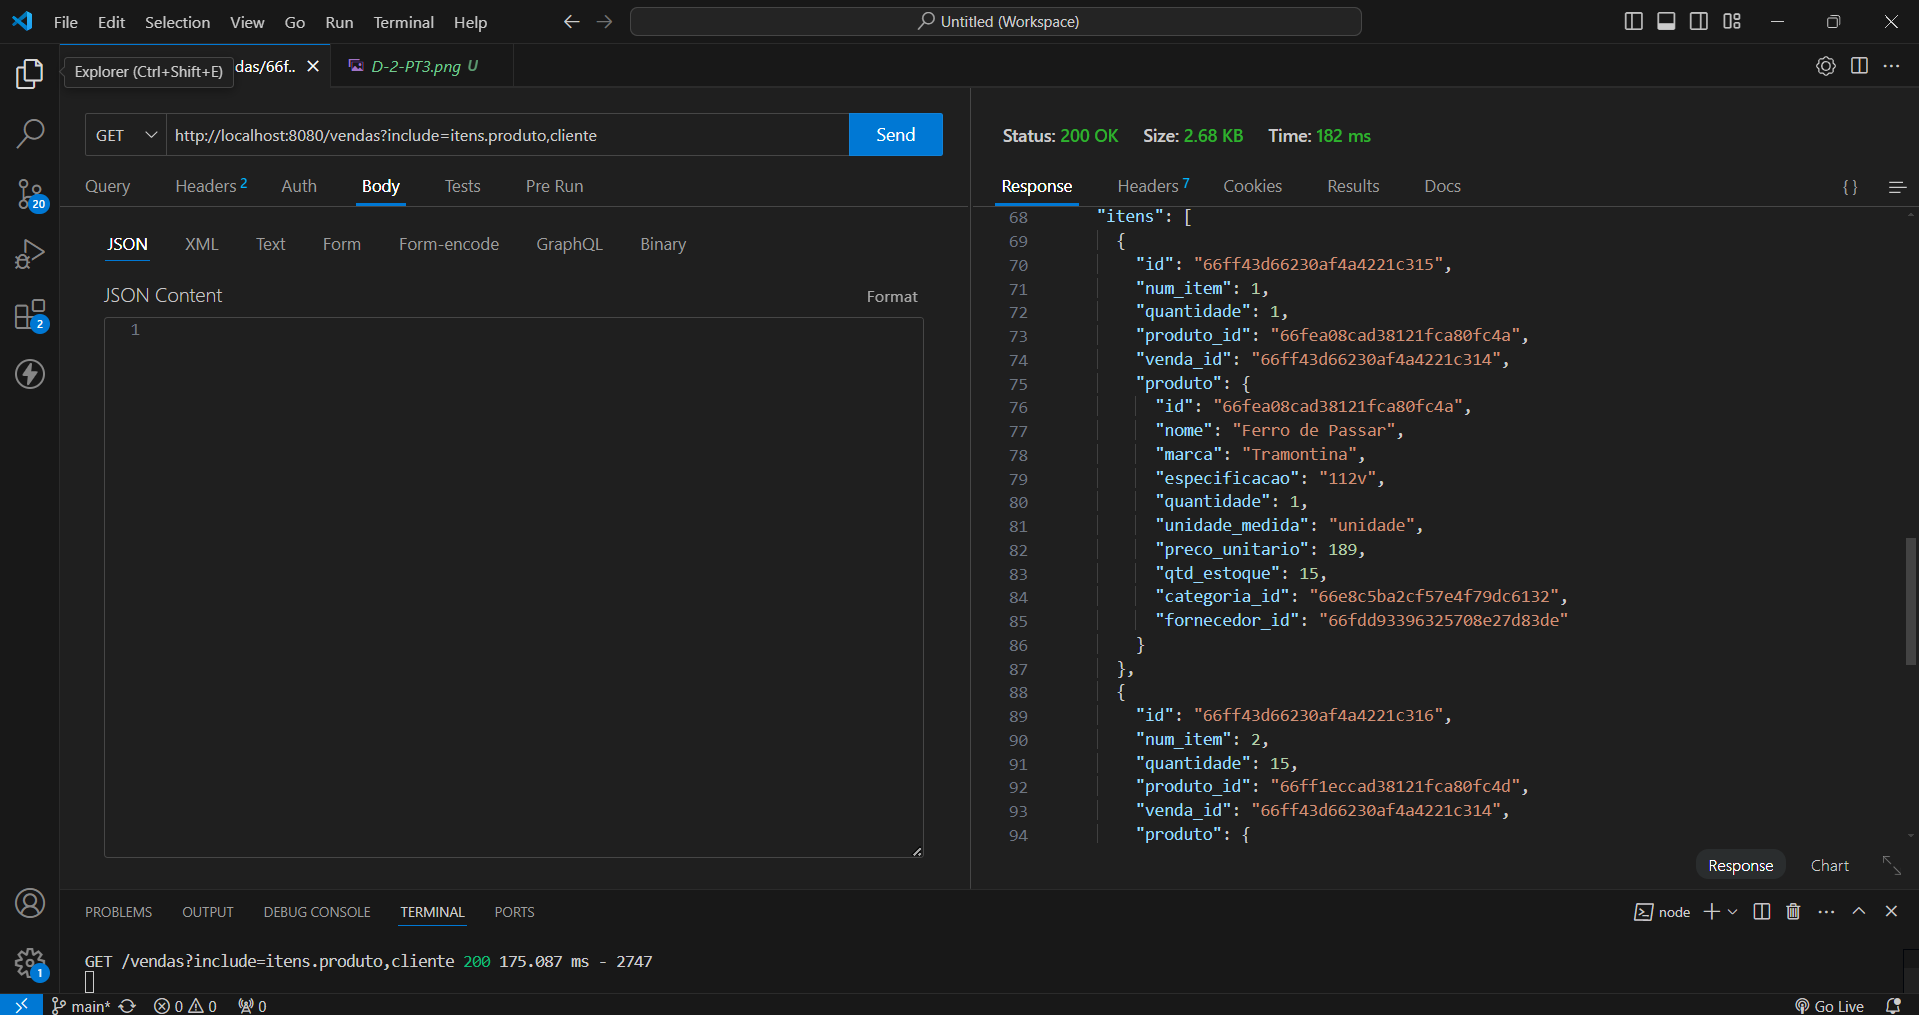 File Edit Selection View Go Run Terminal Help
Untitled (Workspace)
Explorer (Ctrl+Shift+E)
das/66f..
D-2-PT3.png U
GET http://localhost:8080/vendas?include=itens.produto,cliente Send
Query Headers 2 Auth Body Tests Pre Run
JSON XML Text Form Form-encode GraphQL Binary
JSON Content Format
1
Status: 200 OK Size: 2.68 KB Time: 182 ms
Response Headers 7 Cookies Results Docs {}
68 "itens": [
69 {
70 "id": "66ff43d66230af4a4221c315",
71 "num_item": 1,
72 "quantidade": 1,
73 "produto_id": "66fea08cad38121fca80fc4a",
74 "venda_id": "66ff43d66230af4a4221c314",
75 "produto": {
76 "id": "66fea08cad38121fca80fc4a",
77 "nome": "Ferro de Passar",
78 "marca": "Tramontina",
79 "especificacao": "112v",
80 "quantidade": 1,
81 "unidade_medida": "unidade",
82 "preco_unitario": 189,
83 "qtd_estoque": 15,
84 "categoria_id": "66e8c5ba2cf57e4f79dc6132",
85 "fornecedor_id": "66fdd93396325708e27d83de"
86 }
87 },
88 {
89 "id": "66ff43d66230af4a4221c316",
90 "num_item": 2,
91 "quantidade": 15,
92 "produto_id": "66ff1eccad38121fca80fc4d",
93 "venda_id": "66ff43d66230af4a4221c314",
94 "produto": {
Response Chart
20
2
PROBLEMS OUTPUT DEBUG CONSOLE TERMINAL PORTS
node
GET /vendas?include=itens.produto,cliente 200 175.087 ms - 2747
1
main* 0 0 0
Go Live